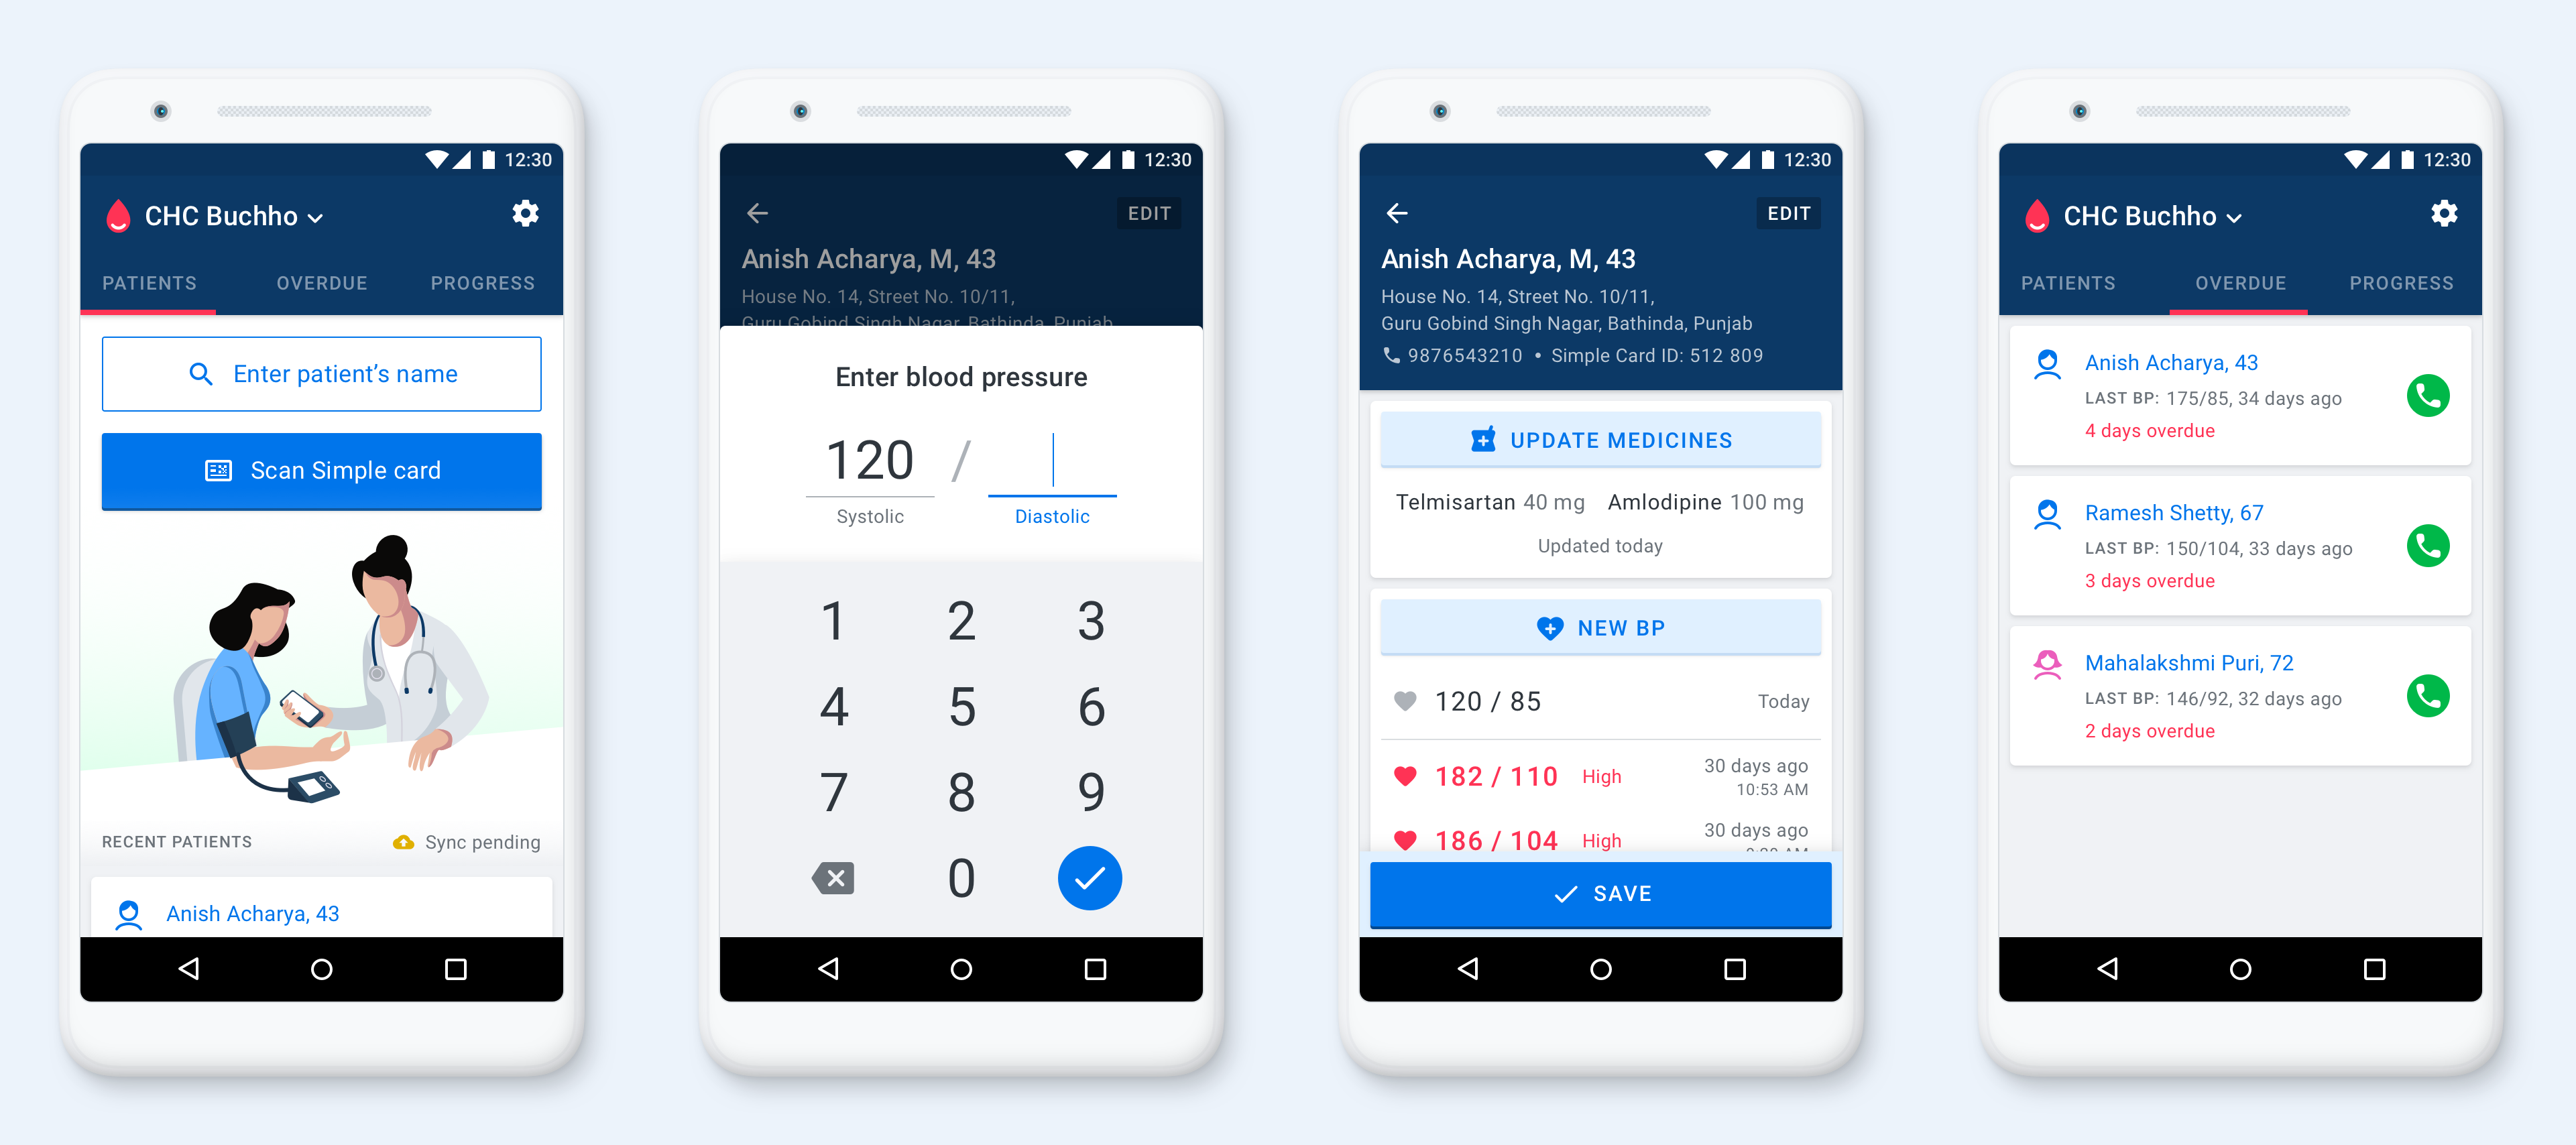 12:30
CHC Buchho
PATIENTS OVERDUE PROGRESS
Enter patient’s name
Scan Simple card
RECENT PATIENTS Sync pending
Anish Acharya, 43
12:30
EDIT
Anish Acharya, M, 43
House No. 14, Street No. 10/11,
Guru Gobind Singh Nagar, Bathinda, Punjab
Enter blood pressure
120 /
Systolic Diastolic
1 2 3
4 5 6
7 8 9
0
12:30
EDIT
Anish Acharya, M, 43
House No. 14, Street No. 10/11,
Guru Gobind Singh Nagar, Bathinda, Punjab
9876543210 • Simple Card ID: 512 809
UPDATE MEDICINES
Telmisartan 40 mg Amlodipine 100 mg
Updated today
NEW BP
120 / 85 Today
182 / 110 High 30 days ago
10:53 AM
186 / 104 High 30 days ago
SAVE
12:30
CHC Buchho
PATIENTS OVERDUE PROGRESS
Anish Acharya, 43
LAST BP: 175/85, 34 days ago
4 days overdue
Ramesh Shetty, 67
LAST BP: 150/104, 33 days ago
3 days overdue
Mahalakshmi Puri, 72
LAST BP: 146/92, 32 days ago
2 days overdue